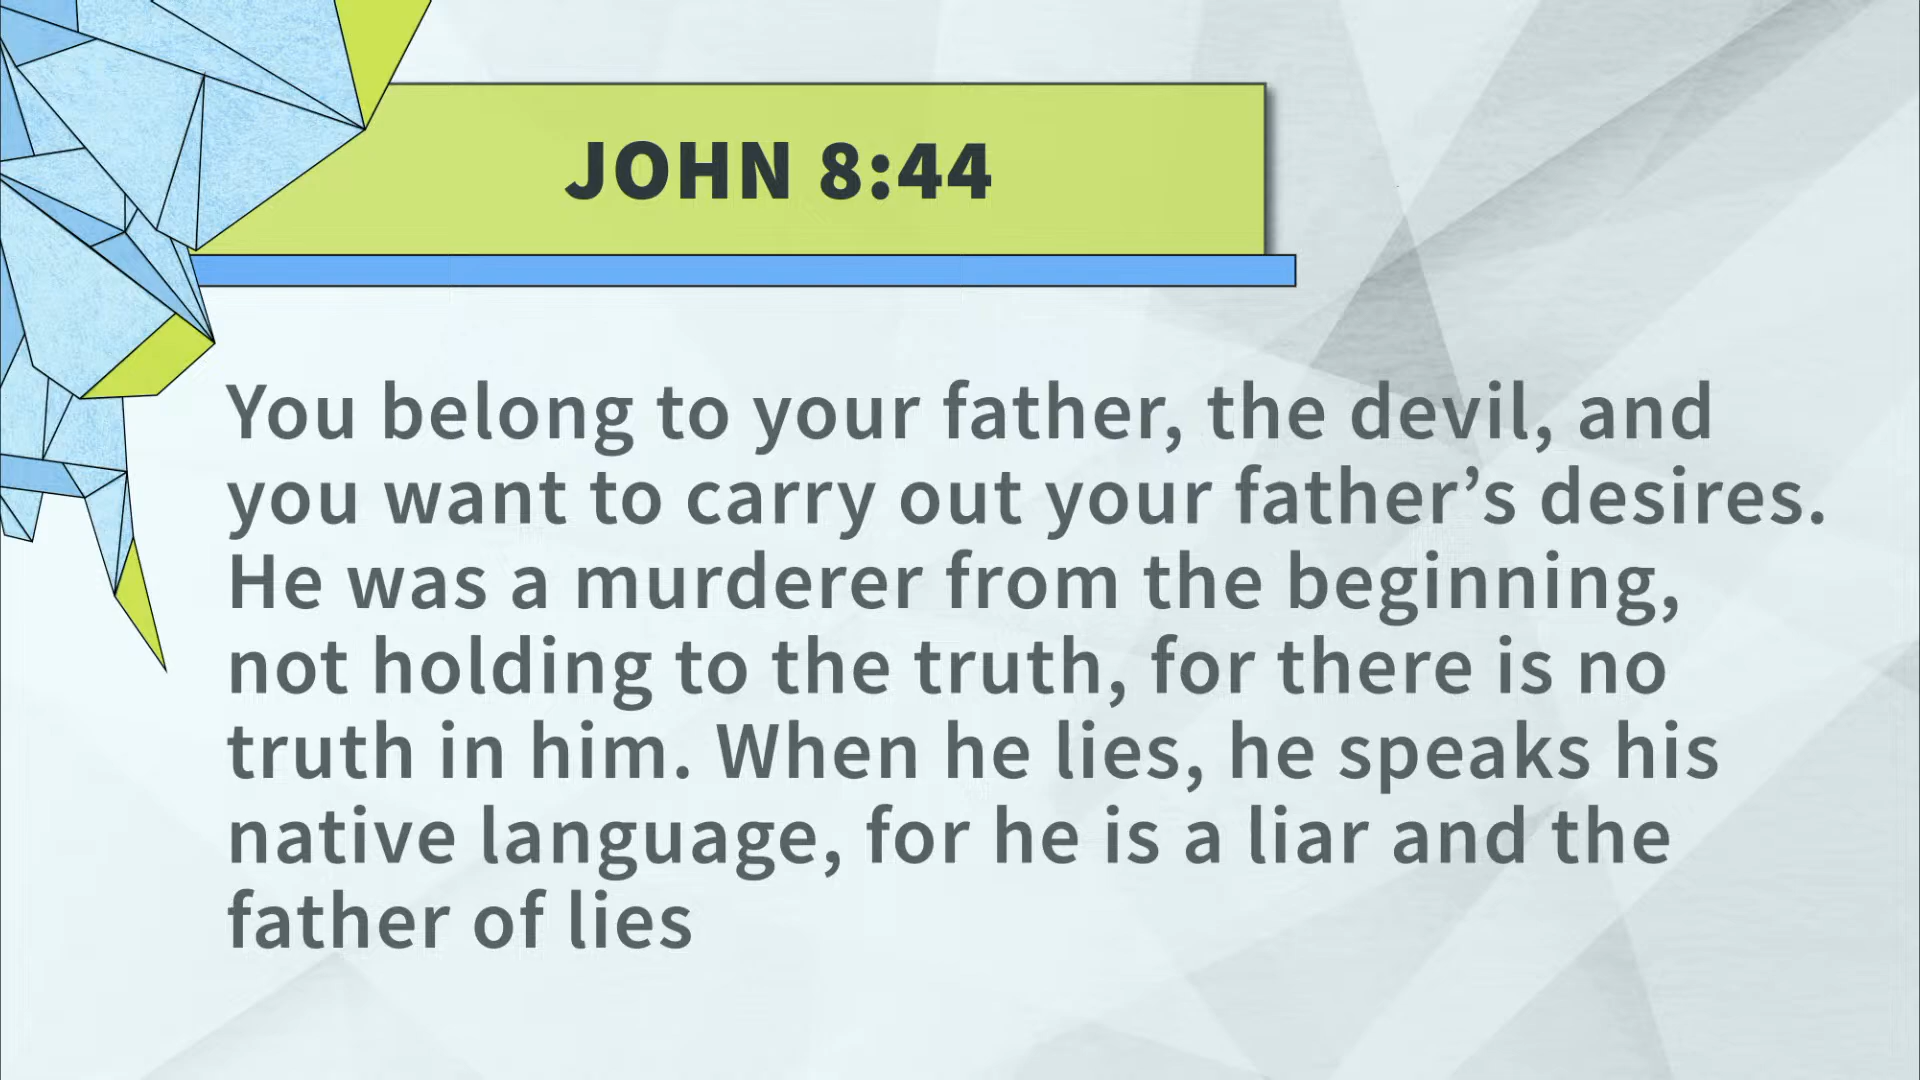 JOHN 8:44
You belong to your father, the devil, and
you want to carry out your father’s desires.
He was a murderer from the beginning,
not holding to the truth, for there is no
truth in him. When he lies, he speaks his
native language, for he is a liar and the
father of lies